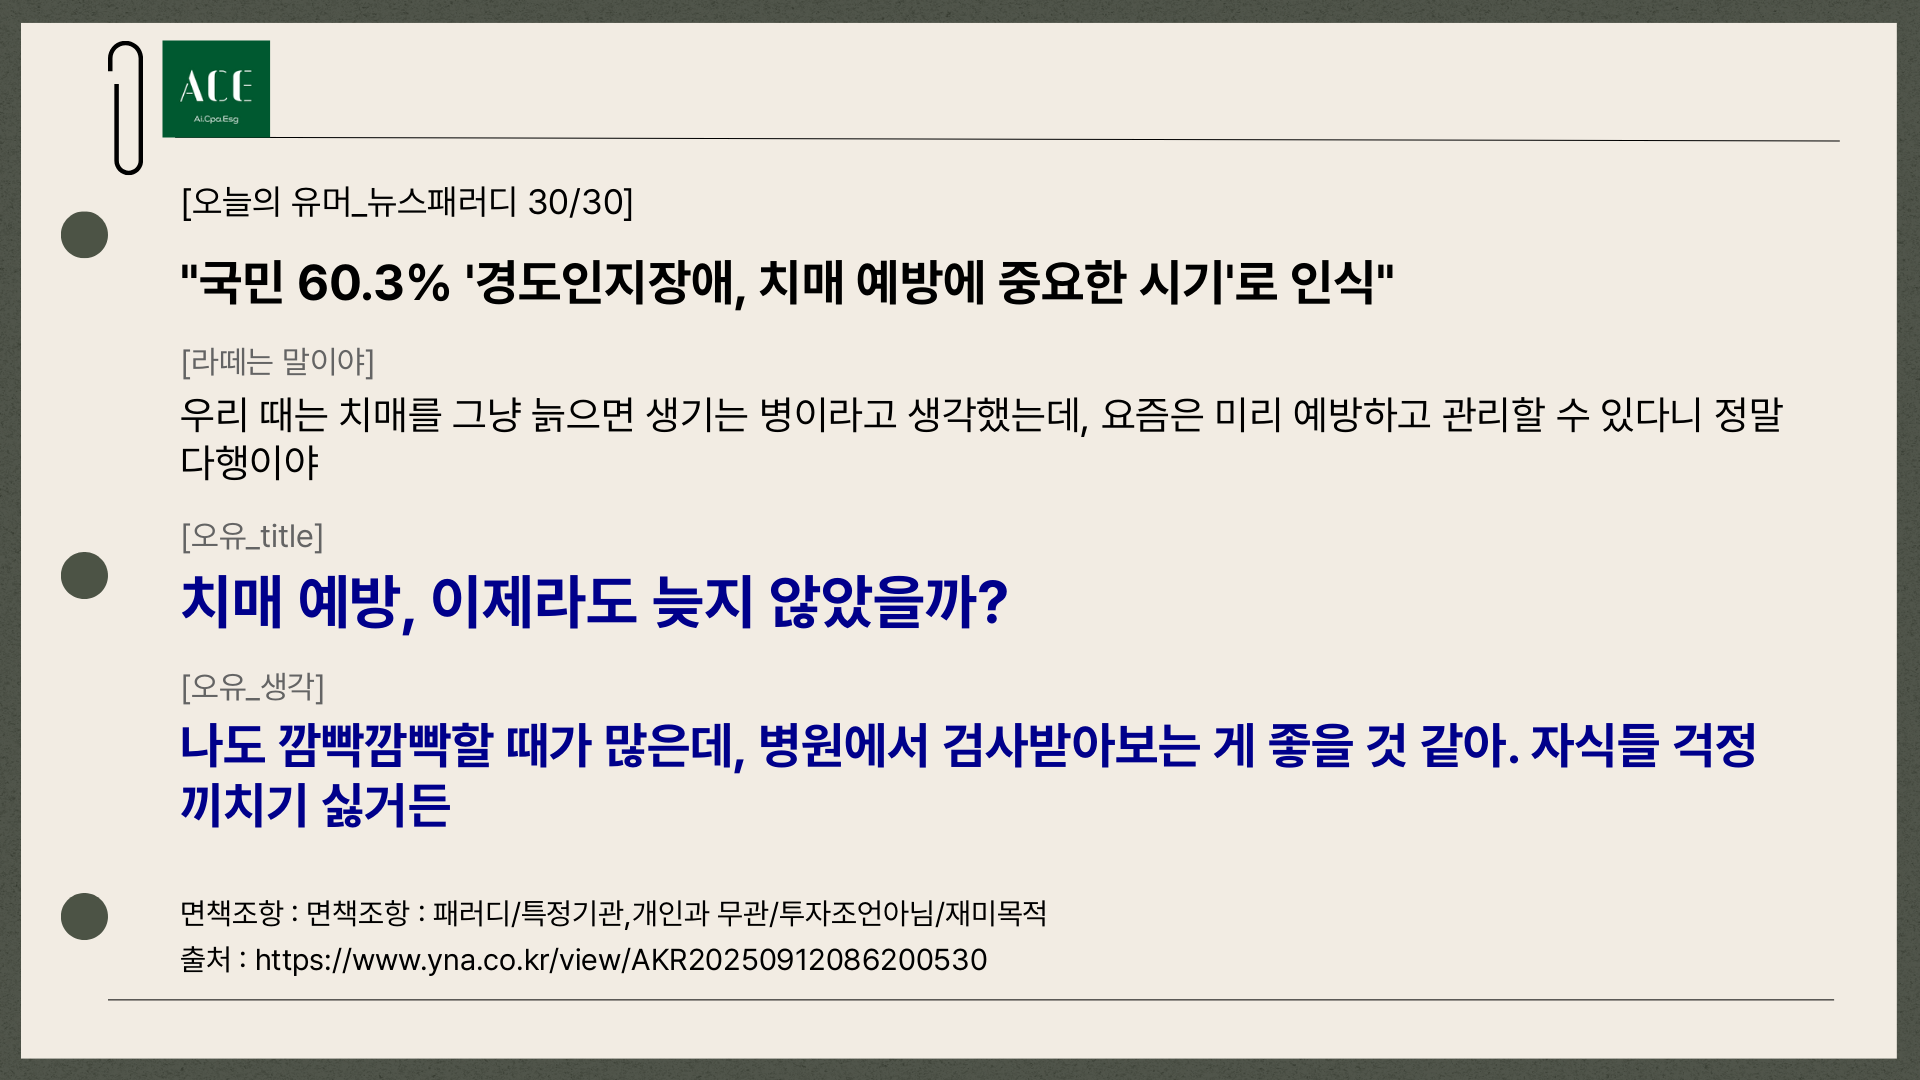 ACE
Ai.Cpa.Esg
[오늘의 유머_뉴스패러디 30/30]
"국민 60.3% '경도인지장애, 치매 예방에 중요한 시기'로 인식"
[라떼는 말이야]
우리 때는 치매를 그냥 늙으면 생기는 병이라고 생각했는데, 요즘은 미리 예방하고 관리할 수 있다니 정말
다행이야
[오유_title]
치매 예방, 이제라도 늦지 않았을까?
[오유_생각]
나도 깜빡깜빡할 때가 많은데, 병원에서 검사받아보는 게 좋을 것 같아. 자식들 걱정
끼치기 싫거든
면책조항 : 면책조항 : 패러디/특정기관,개인과 무관/투자조언아님/재미목적
출처 : https://www.yna.co.kr/view/AKR20250912086200530